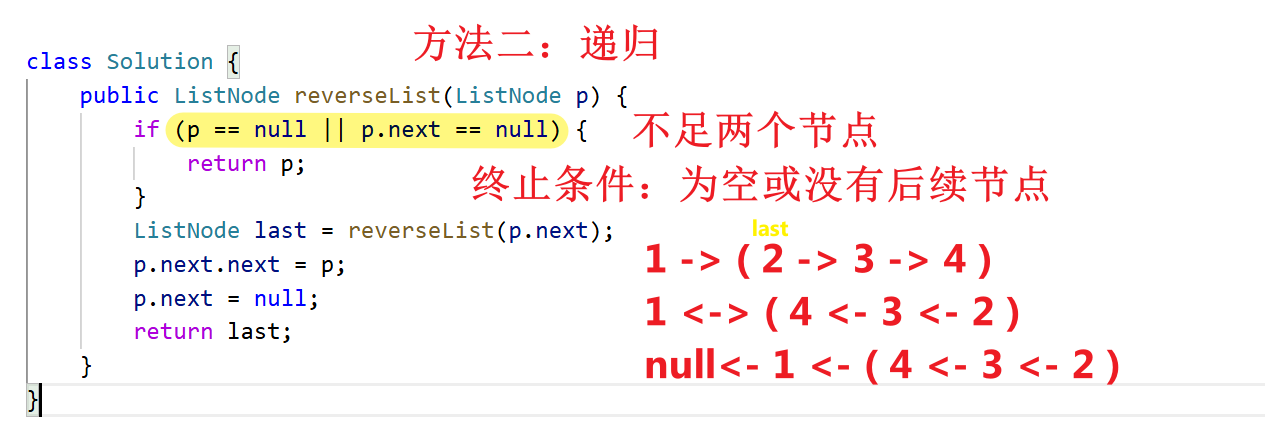 方法二：递归
class Solution {
public ListNode reverseList(ListNode p) {
if (p == null || p.next == null) { 不足两个节点
return p;
终止条件：为空或没有后续节点
}
ListNode last = reverseList(p.next);
last
p.next.next = p; 1 -> ( 2 -> 3 -> 4 )
p.next = null; 1 <-> ( 4 <- 3 <- 2 )
return last;
} null<- 1 <- ( 4 <- 3 <- 2 )
}